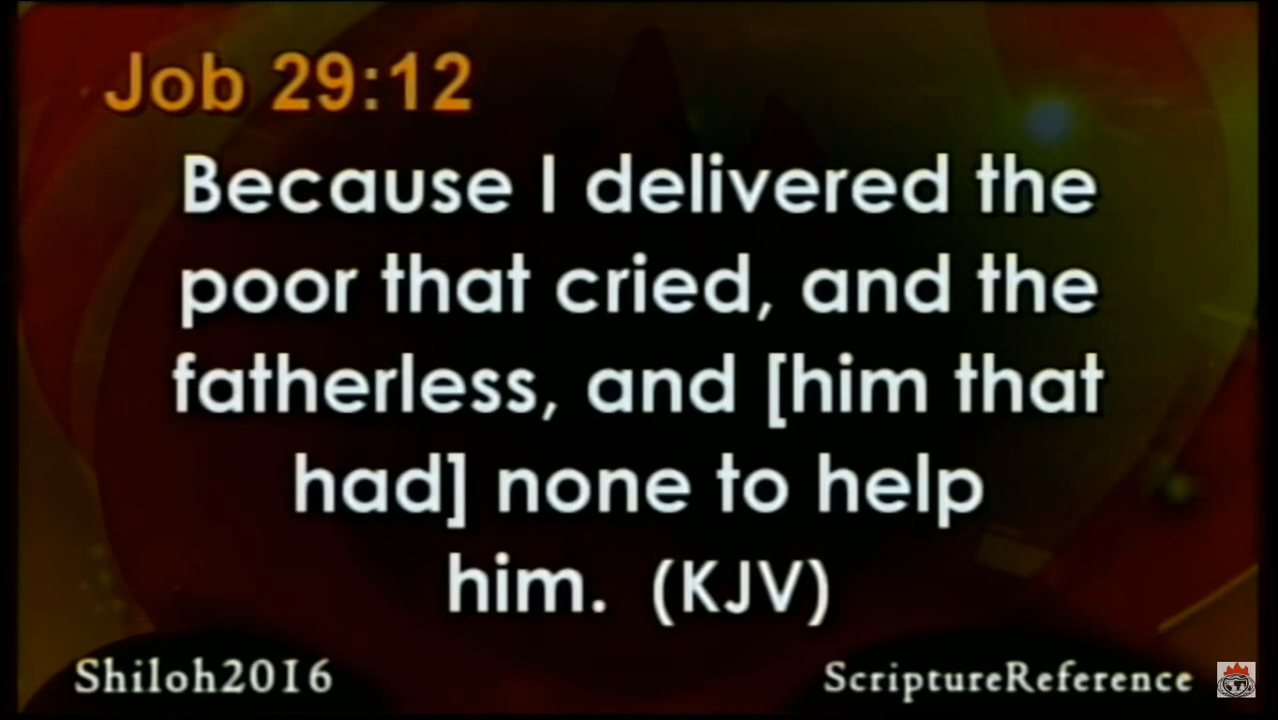 Job 29:12
Because I delivered the
poor that cried, and the
fatherless, and [him that
had] none to help
him. (KJV)
Shiloh2016
ScriptureReference